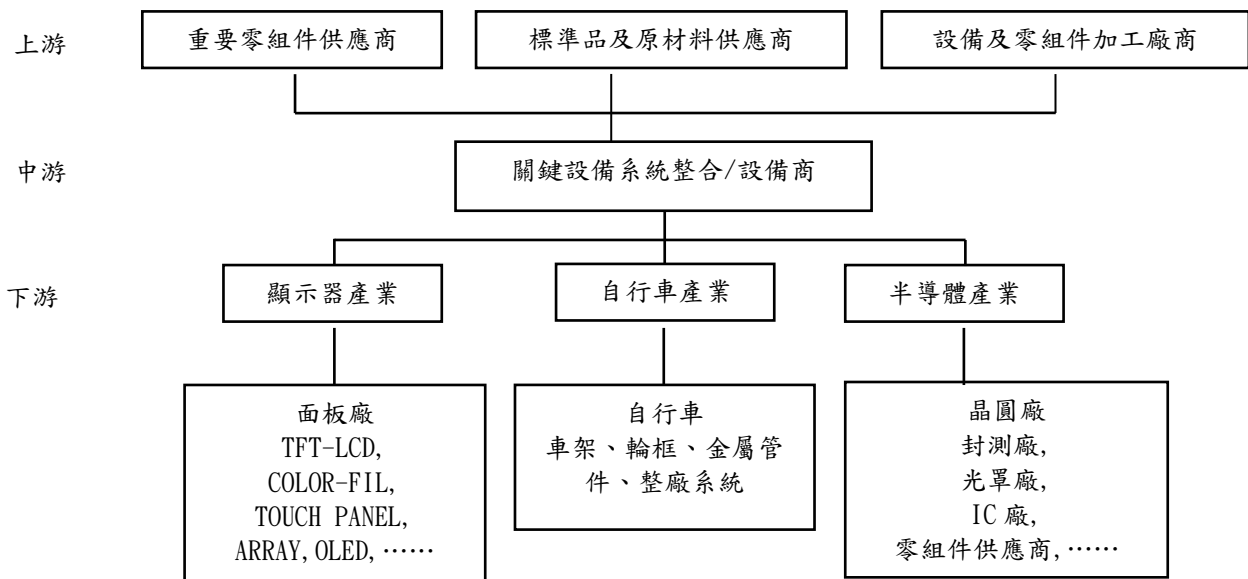 上游
重要零組件供應商
標準品及原材料供應商
設備及零組件加工廠商
中游
關鍵設備系統整合/設備商
下游
顯示器產業
自行車產業
半導體產業
面板廠
TFT-LCD,
COLOR-FIL,
TOUCH PANEL,
ARRAY,OLED,……
自行車
車架、輪框、金屬管
件、整廠系統
晶圓廠
封測廠,
光罩廠,
IC 廠,
零組件供應商,……